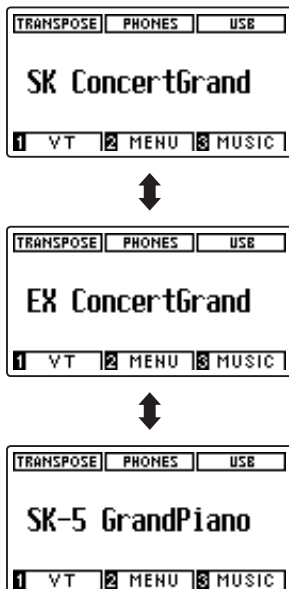 TRANSPOSE PHONES USB
SK ConcertGrand
1 VT 2 MENU 3 MUSIC
TRANSPOSE PHONES USB
EX ConcertGrand
1 VT 2 MENU 3 MUSIC
TRANSPOSE PHONES USB
SK-5 GrandPiano
1 VT 2 MENU 3 MUSIC